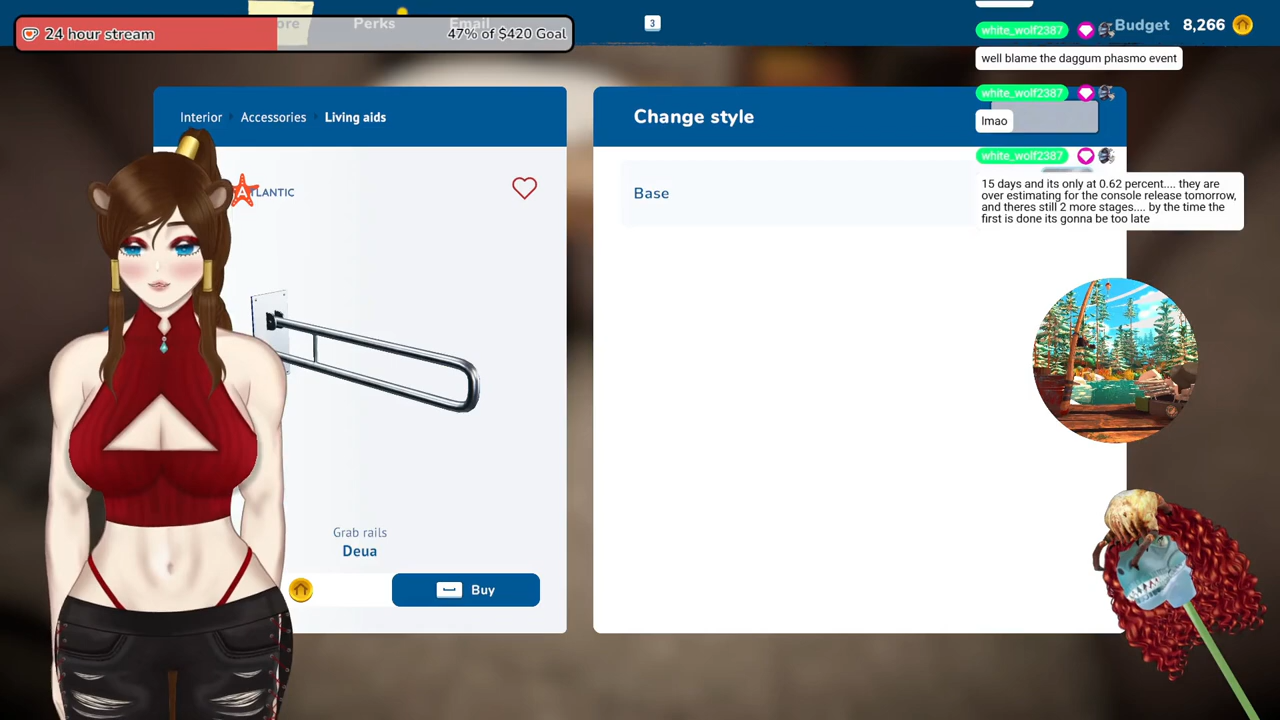 24 hour stream
47% of $420 Goal
Perks
Email
3
Budget 8,266
white_wolf2387
well blame the daggum phasmo event
white_wolf2387
lmao
white_wolf2387
15 days and its only at 0.62 percent.... they are
over estimating for the console release tomorrow,
and theres still 2 more stages.... by the time the
first is done its gonna be too late
Interior Accessories Living aids
ATLANTIC
Grab rails
Deua
Buy
Change style
Base